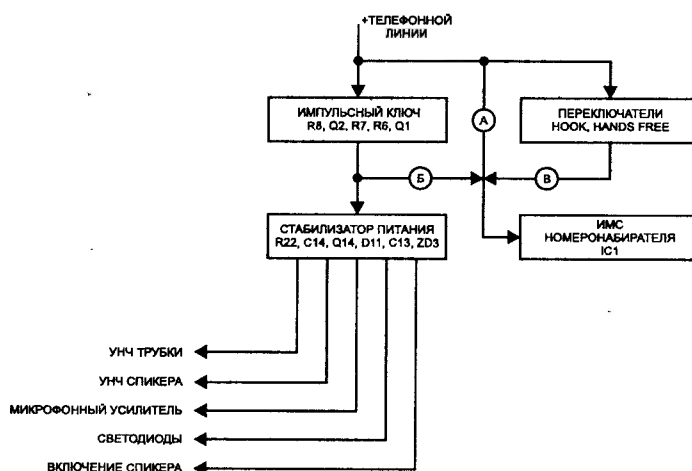 +ТЕЛЕФОННОЙ
ЛИНИИ
ИМПУЛЬСНЫЙ КЛЮЧ
R8, Q2, R7, R6, Q1
ПЕРЕКЛЮЧАТЕЛИ
HOOK, HANDS FREE
А
Б
В
СТАБИЛИЗАТОР ПИТАНИЯ
R22, C14, Q14, D11, C13, ZD3
ИМС
НОМЕРОНАБИРАТЕЛЯ
IC1
УНЧ ТРУБКИ
УНЧ СПИКЕРА
МИКРОФОННЫЙ УСИЛИТЕЛЬ
СВЕТОДИОДЫ
ВКЛЮЧЕНИЕ СПИКЕРА